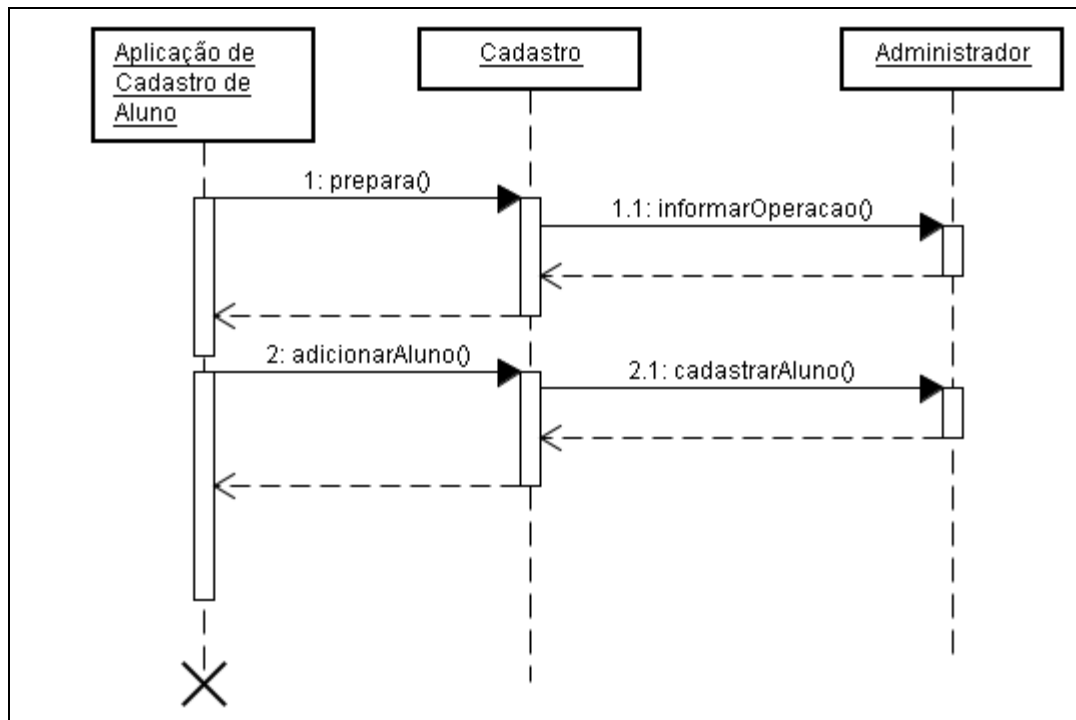 Aplicação de
Cadastro de
Aluno
Cadastro
Administrador
1: prepara()
1.1: informarOperacao()
2: adicionarAluno()
2.1: cadastrarAluno()